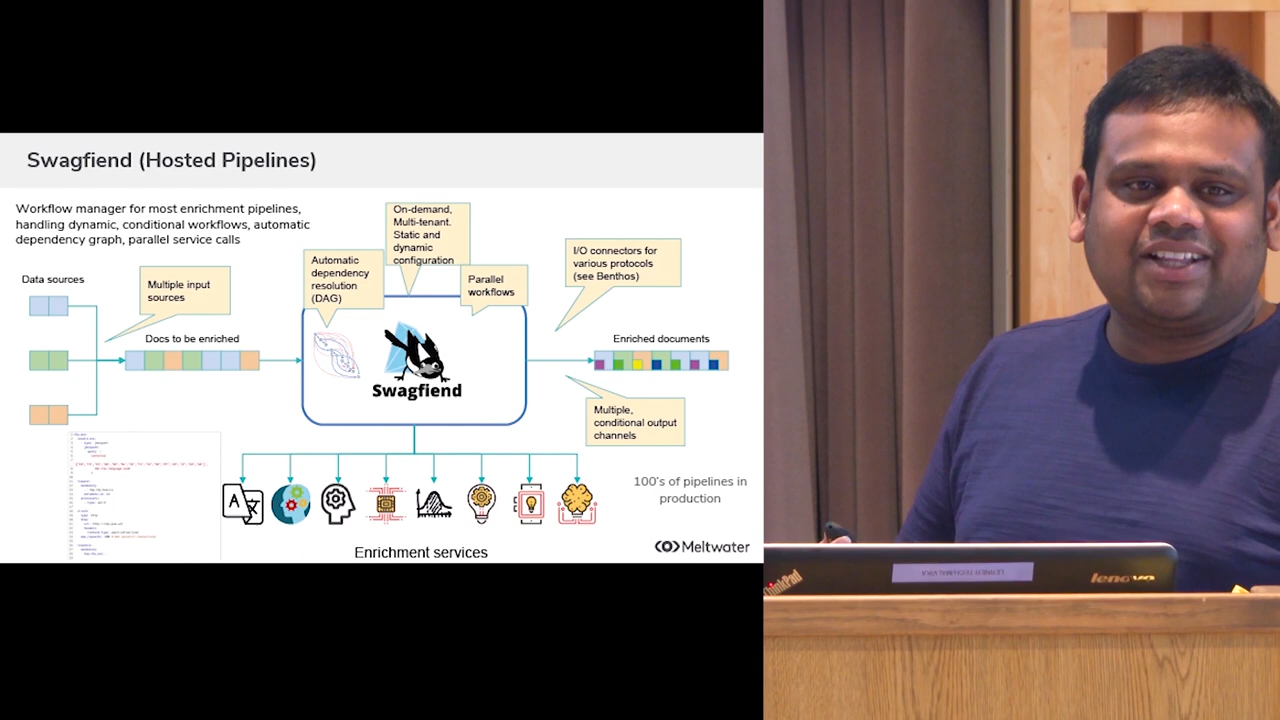 Swagfiend (Hosted Pipelines)
Workflow manager for most enrichment pipelines,
handling dynamic, conditional workflows, automatic
dependency graph, parallel service calls
On-demand,
Multi-tenant.
Static and
dynamic
configuration
Automatic
dependency
resolution
(DAG)
Parallel
workflows
I/O connectors for
various protocols
(see Benthos)
Data sources
Multiple input
sources
Docs to be enriched
Enriched documents
Swagfiend
Multiple,
conditional output
channels
100's of pipelines in
production
Enrichment services
Meltwater
ThinkPad
lenovo